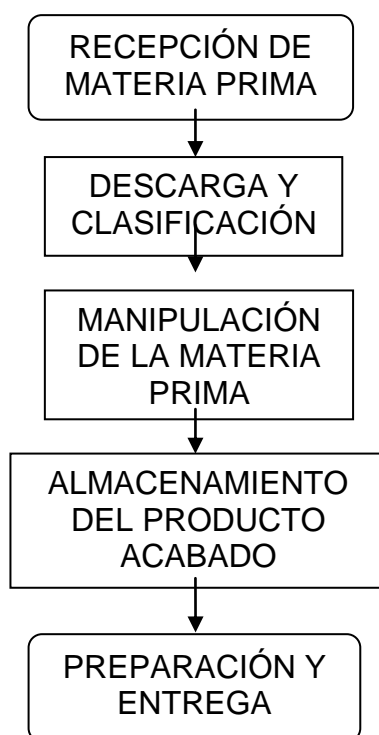 RECEPCIÓN DE
MATERIA PRIMA
DESCARGA Y
CLASIFICACIÓN
MANIPULACIÓN
DE LA MATERIA
PRIMA
ALMACENAMIENTO
DEL PRODUCTO
ACABADO
PREPARACIÓN Y
ENTREGA